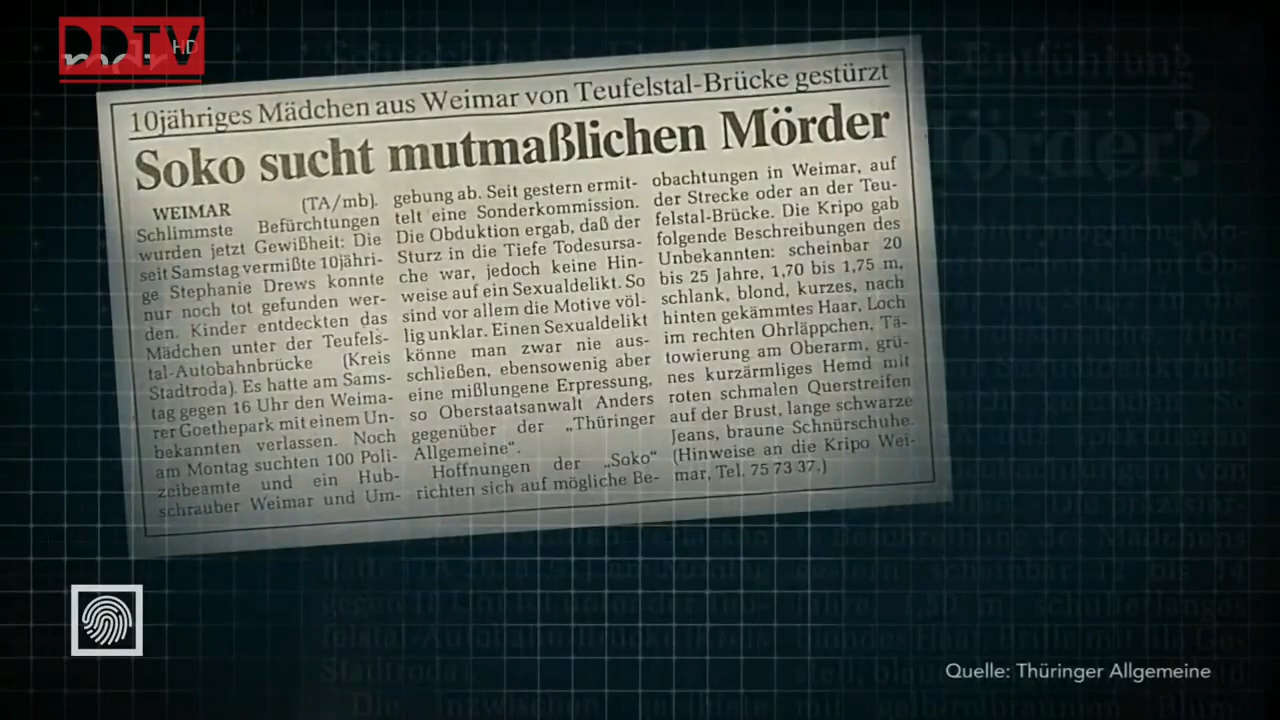 DDTV
mdr HD
10jähriges Mädchen aus Weimar von Teufelstal-Brücke gestürzt
Soko sucht mutmaßlichen Mörder
WEIMAR (TA/mb).
Schlimmste Befürchtungen
wurden jetzt Gewißheit: Die
seit Samstag vermißte 10jähri-
ge Stephanie Drews konnte
nur noch tot gefunden wer-
den. Kinder entdeckten das
Mädchen unter der Teufels-
tal-Autobahnbrücke (Kreis
Stadtroda). Es hatte am Sams-
tag gegen 16 Uhr den Weima-
rer Goethepark mit einem Un-
bekannten verlassen. Noch
am Montag suchten 100 Poli-
zeibeamte und ein Hub-
schrauber Weimar und Um-
gebung ab. Seit gestern ermit-
telt eine Sonderkommission.
Die Obduktion ergab, daß der
Sturz in die Tiefe Todesursa-
che war, jedoch keine Hin-
weise auf ein Sexualdelikt. So
sind vor allem die Motive völ-
lig unklar. Einen Sexualdelikt
könne man zwar nie aus-
schließen, ebensowenig aber
eine mißlungene Erpressung,
so Oberstaatsanwalt Anders
gegenüber der „Thüringer
Allgemeine“.
Hoffnungen der „Soko“
richten sich auf mögliche Be-
obachtungen in Weimar, auf
der Strecke oder an der Teu-
felstal-Brücke. Die Kripo gab
folgende Beschreibungen des
Unbekannten: scheinbar 20
bis 25 Jahre, 1,70 bis 1,75 m,
schlank, blond, kurzes, nach
hinten gekämmtes Haar, Loch
im rechten Ohrläppchen, Tä-
towierung am Oberarm, grü-
nes kurzärmliges Hemd mit
roten schmalen Querstreifen
auf der Brust, lange schwarze
Jeans, braune Schnürschuhe.
(Hinweise an die Kripo Wei-
mar, Tel. 75 73 37.)
Quelle: Thüringer Allgemeine